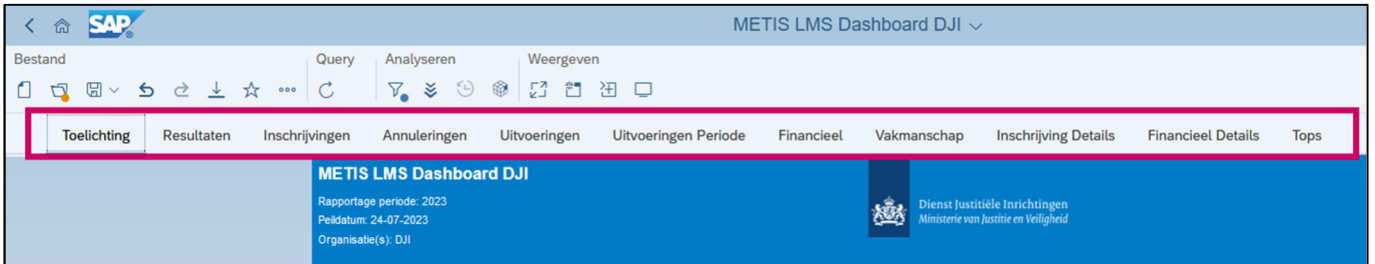 SAP METIS LMS Dashboard DJI
Bestand Query Analyseren Weergeven
Toelichting Resultaten Inschrijvingen Annuleringen Uitvoeringen Uitvoeringen Periode Financieel Vakmanschap Inschrijving Details Financieel Details Tops
METIS LMS Dashboard DJI
Rapportage periode: 2023
Peildatum: 24-07-2023
Organisatie(s): DJI
Dienst Justitiële Inrichtingen
Ministerie van Justitie en Veiligheid